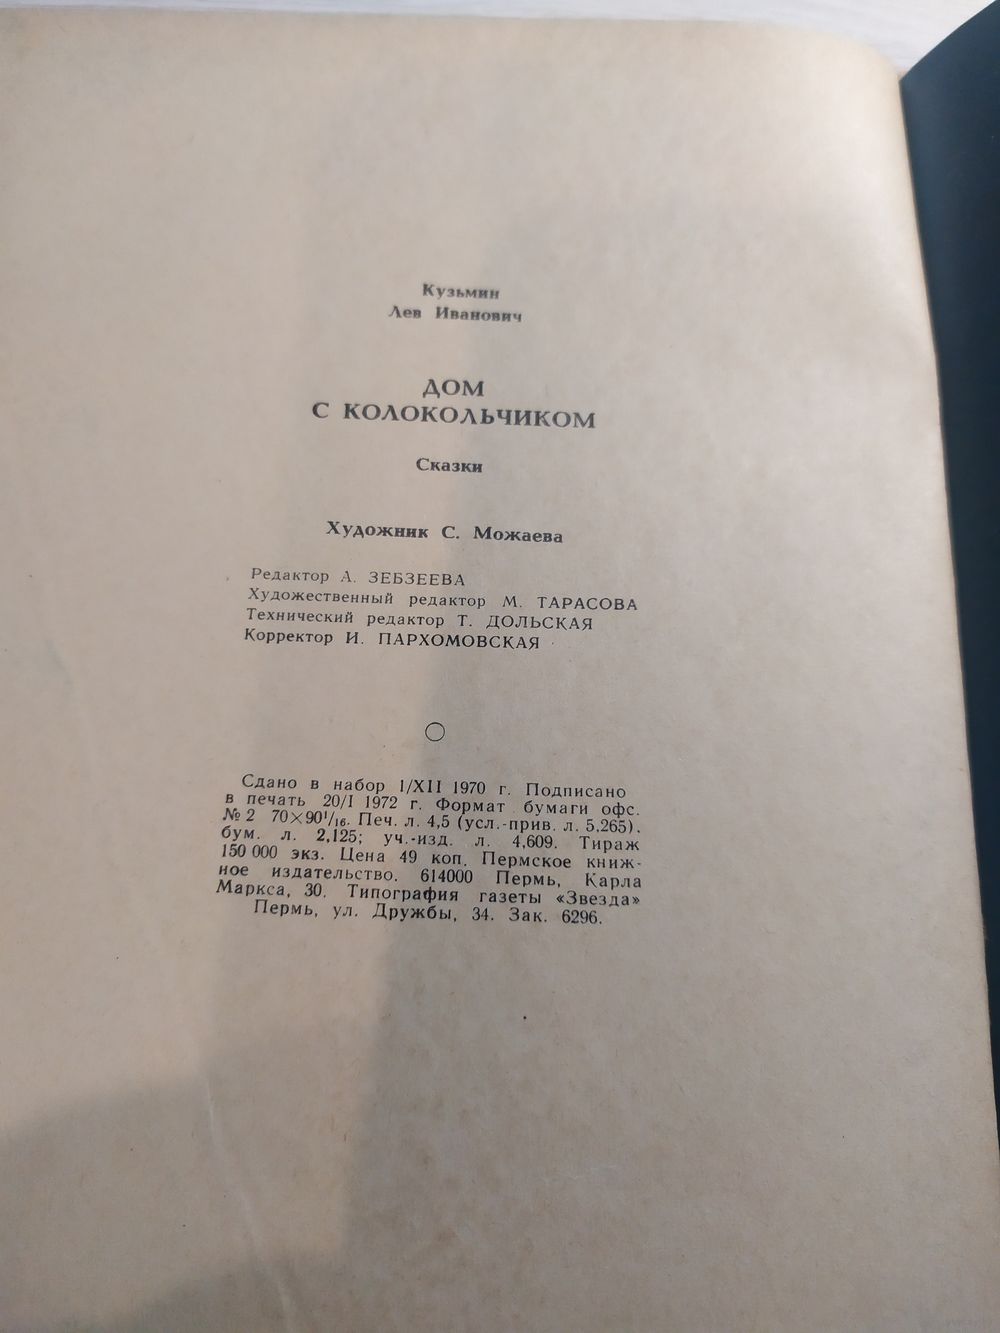 Кузьмин
Лев Иванович
ДОМ
С КОЛОКОЛЬЧИКОМ
Сказки
Художник С. Можаева
Редактор А. ЗЕБЗЕЕВА
Художественный редактор М. ТАРАСОВА
Технический редактор Т. ДОЛЬСКАЯ
Корректор И. ПАРХОМОВСКАЯ
Сдано в набор 1/XII 1970 г. Подписано
в печать 20/I 1972 г. Формат бумаги офс.
№ 2 70×90¹/₁₆. Печ. л. 4,5 (усл.-прив. л. 5,265),
бум. л. 2,125; уч.-изд. л. 4,609. Тираж
150 000 экз. Цена 49 коп. Пермское книж-
ное издательство. 614000 Пермь, Карла
Маркса, 30. Типография газеты «Звезда»
Пермь, ул. Дружбы, 34. Зак. 6296.